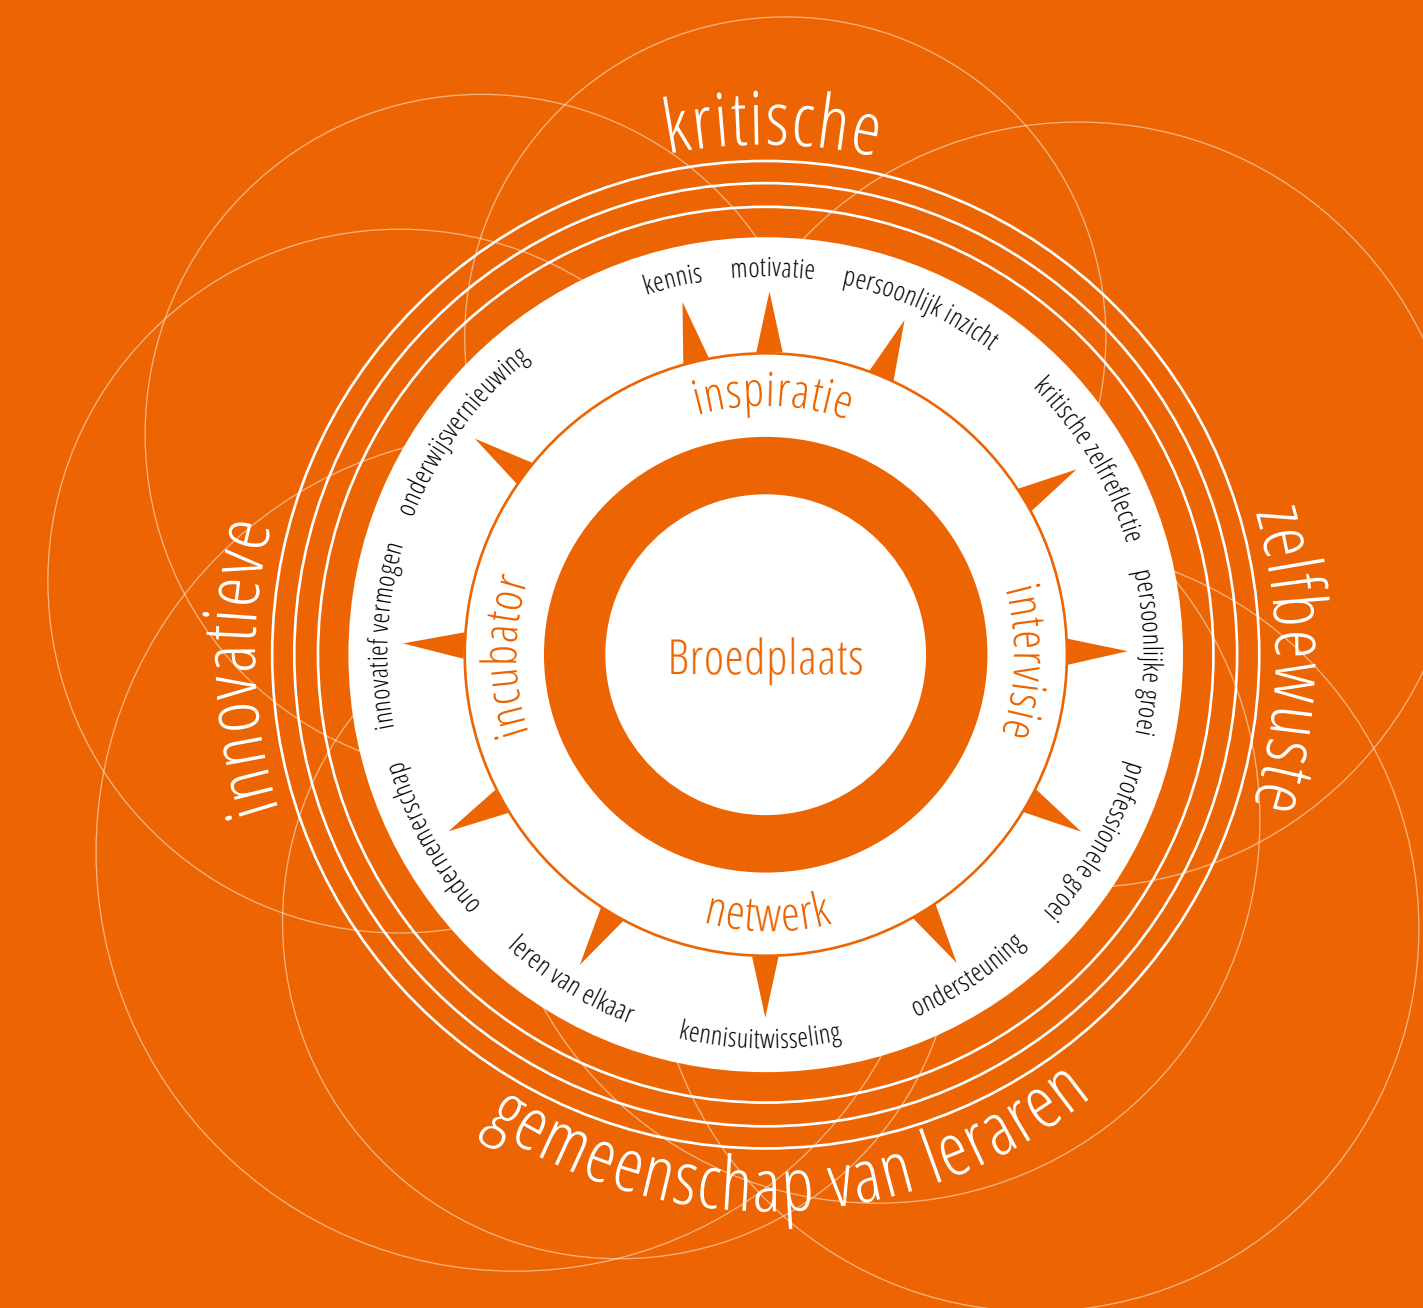 kritische
zelfbewuste
gemeenschap van leraren
innovatieve
kennis
motivatie
persoonlijk inzicht
kritische zelfreflectie
persoonlijke groei
professionele groei
ondersteuning
kennisuitwisseling
leren van elkaar
ondernemerschap
innovatief vermogen
onderwijsvernieuwing
inspiratie
intervisie
netwerk
incubator
Broedplaats